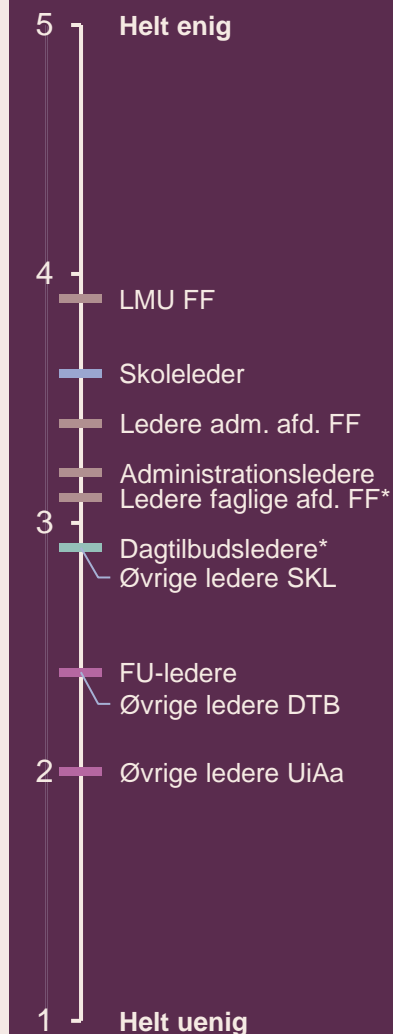 5 Helt enig
4
LMU FF
Skoleleder
Ledere adm. afd. FF
Administrationsledere
Ledere faglige afd. FF*
3
Dagtilbudsledere*
Øvrige ledere SKL
FU-ledere
Øvrige ledere DTB
2 Øvrige ledere UiAa
1 Helt uenig